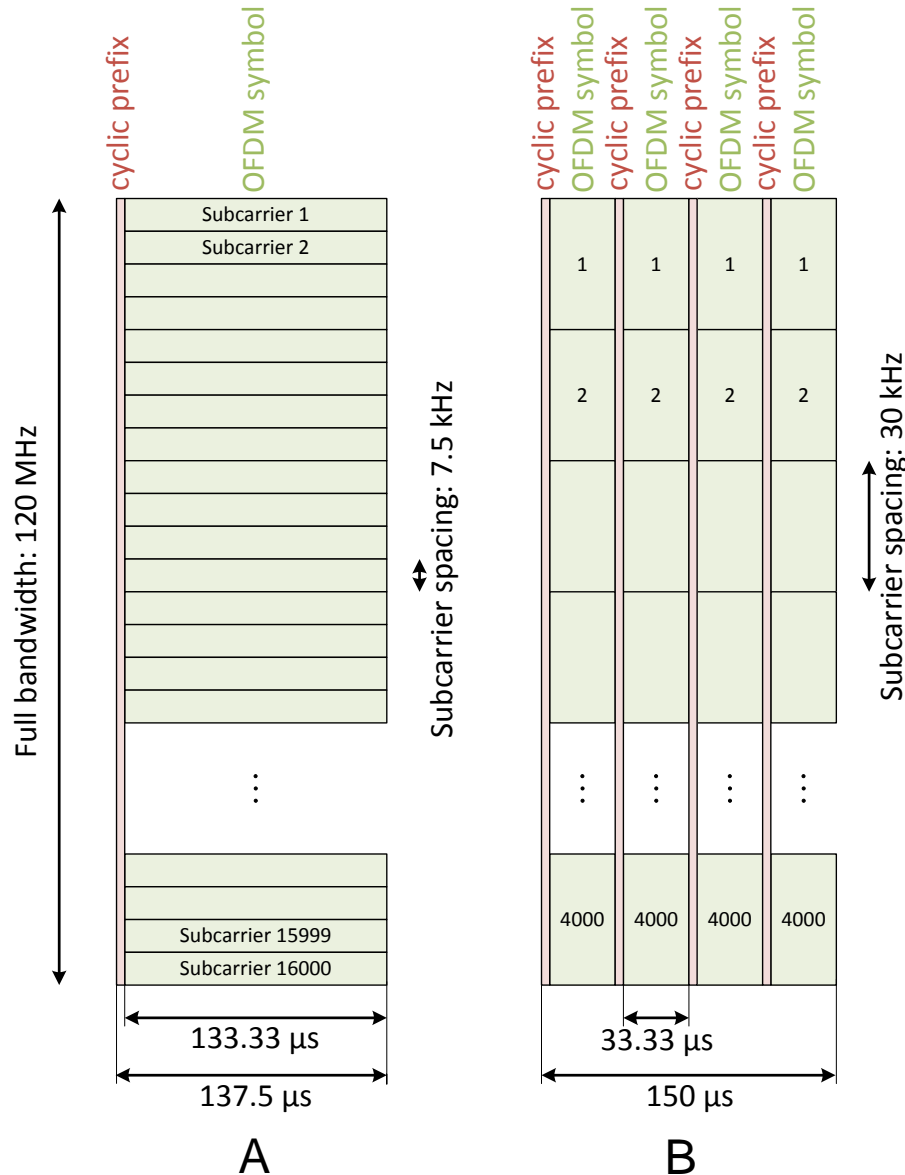 cyclic prefix
OFDM symbol
cyclic prefix
OFDM symbol
cyclic prefix
OFDM symbol
cyclic prefix
OFDM symbol
cyclic prefix
OFDM symbol
Full bandwidth: 120 MHz
Subcarrier 1
Subcarrier 2
⋮
Subcarrier 15999
Subcarrier 16000
Subcarrier spacing: 7.5 kHz
133.33 µs
137.5 µs
A
1 1 1 1
2 2 2 2
⋮ ⋮ ⋮ ⋮
4000 4000 4000 4000
Subcarrier spacing: 30 kHz
33.33 µs
150 µs
B